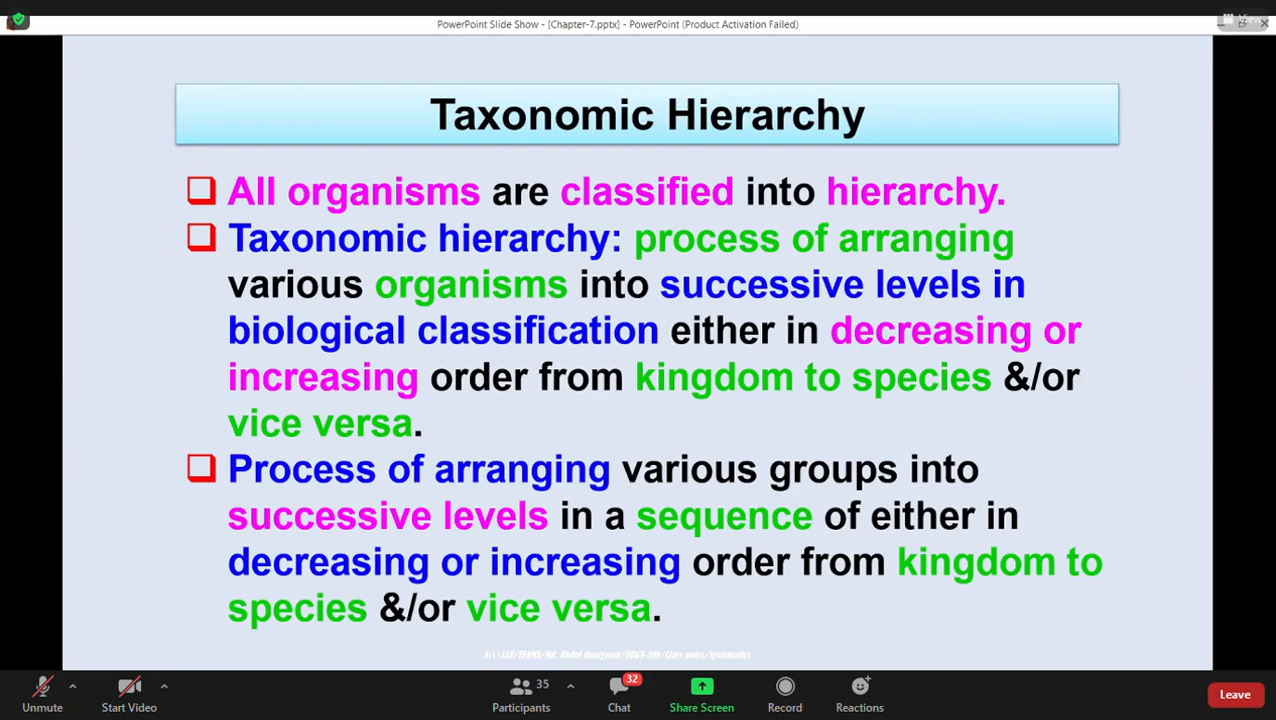 PowerPoint Slide Show - [Chapter-7.pptx] - PowerPoint (Product Activation Failed)
View
Taxonomic Hierarchy
All organisms are classified into hierarchy.
Taxonomic hierarchy: process of arranging
various organisms into successive levels in
biological classification either in decreasing or
increasing order from kingdom to species &/or
vice versa.
Process of arranging various groups into
successive levels in a sequence of either in
decreasing or increasing order from kingdom to
species &/or vice versa.
35
32
Unmute
Start Video
Participants
Chat
Share Screen
Record
Reactions
Leave